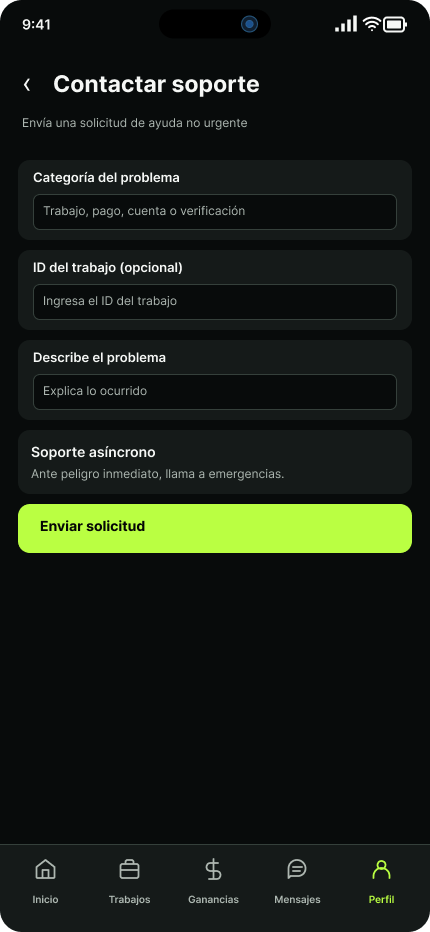 9:41
Contactar soporte
Envía una solicitud de ayuda no urgente
Categoría del problema
Trabajo, pago, cuenta o verificación
ID del trabajo (opcional)
Ingresa el ID del trabajo
Describe el problema
Explica lo ocurrido
Soporte asíncrono
Ante peligro inmediato, llama a emergencias.
Enviar solicitud
Inicio
Trabajos
Ganancias
Mensajes
Perfil